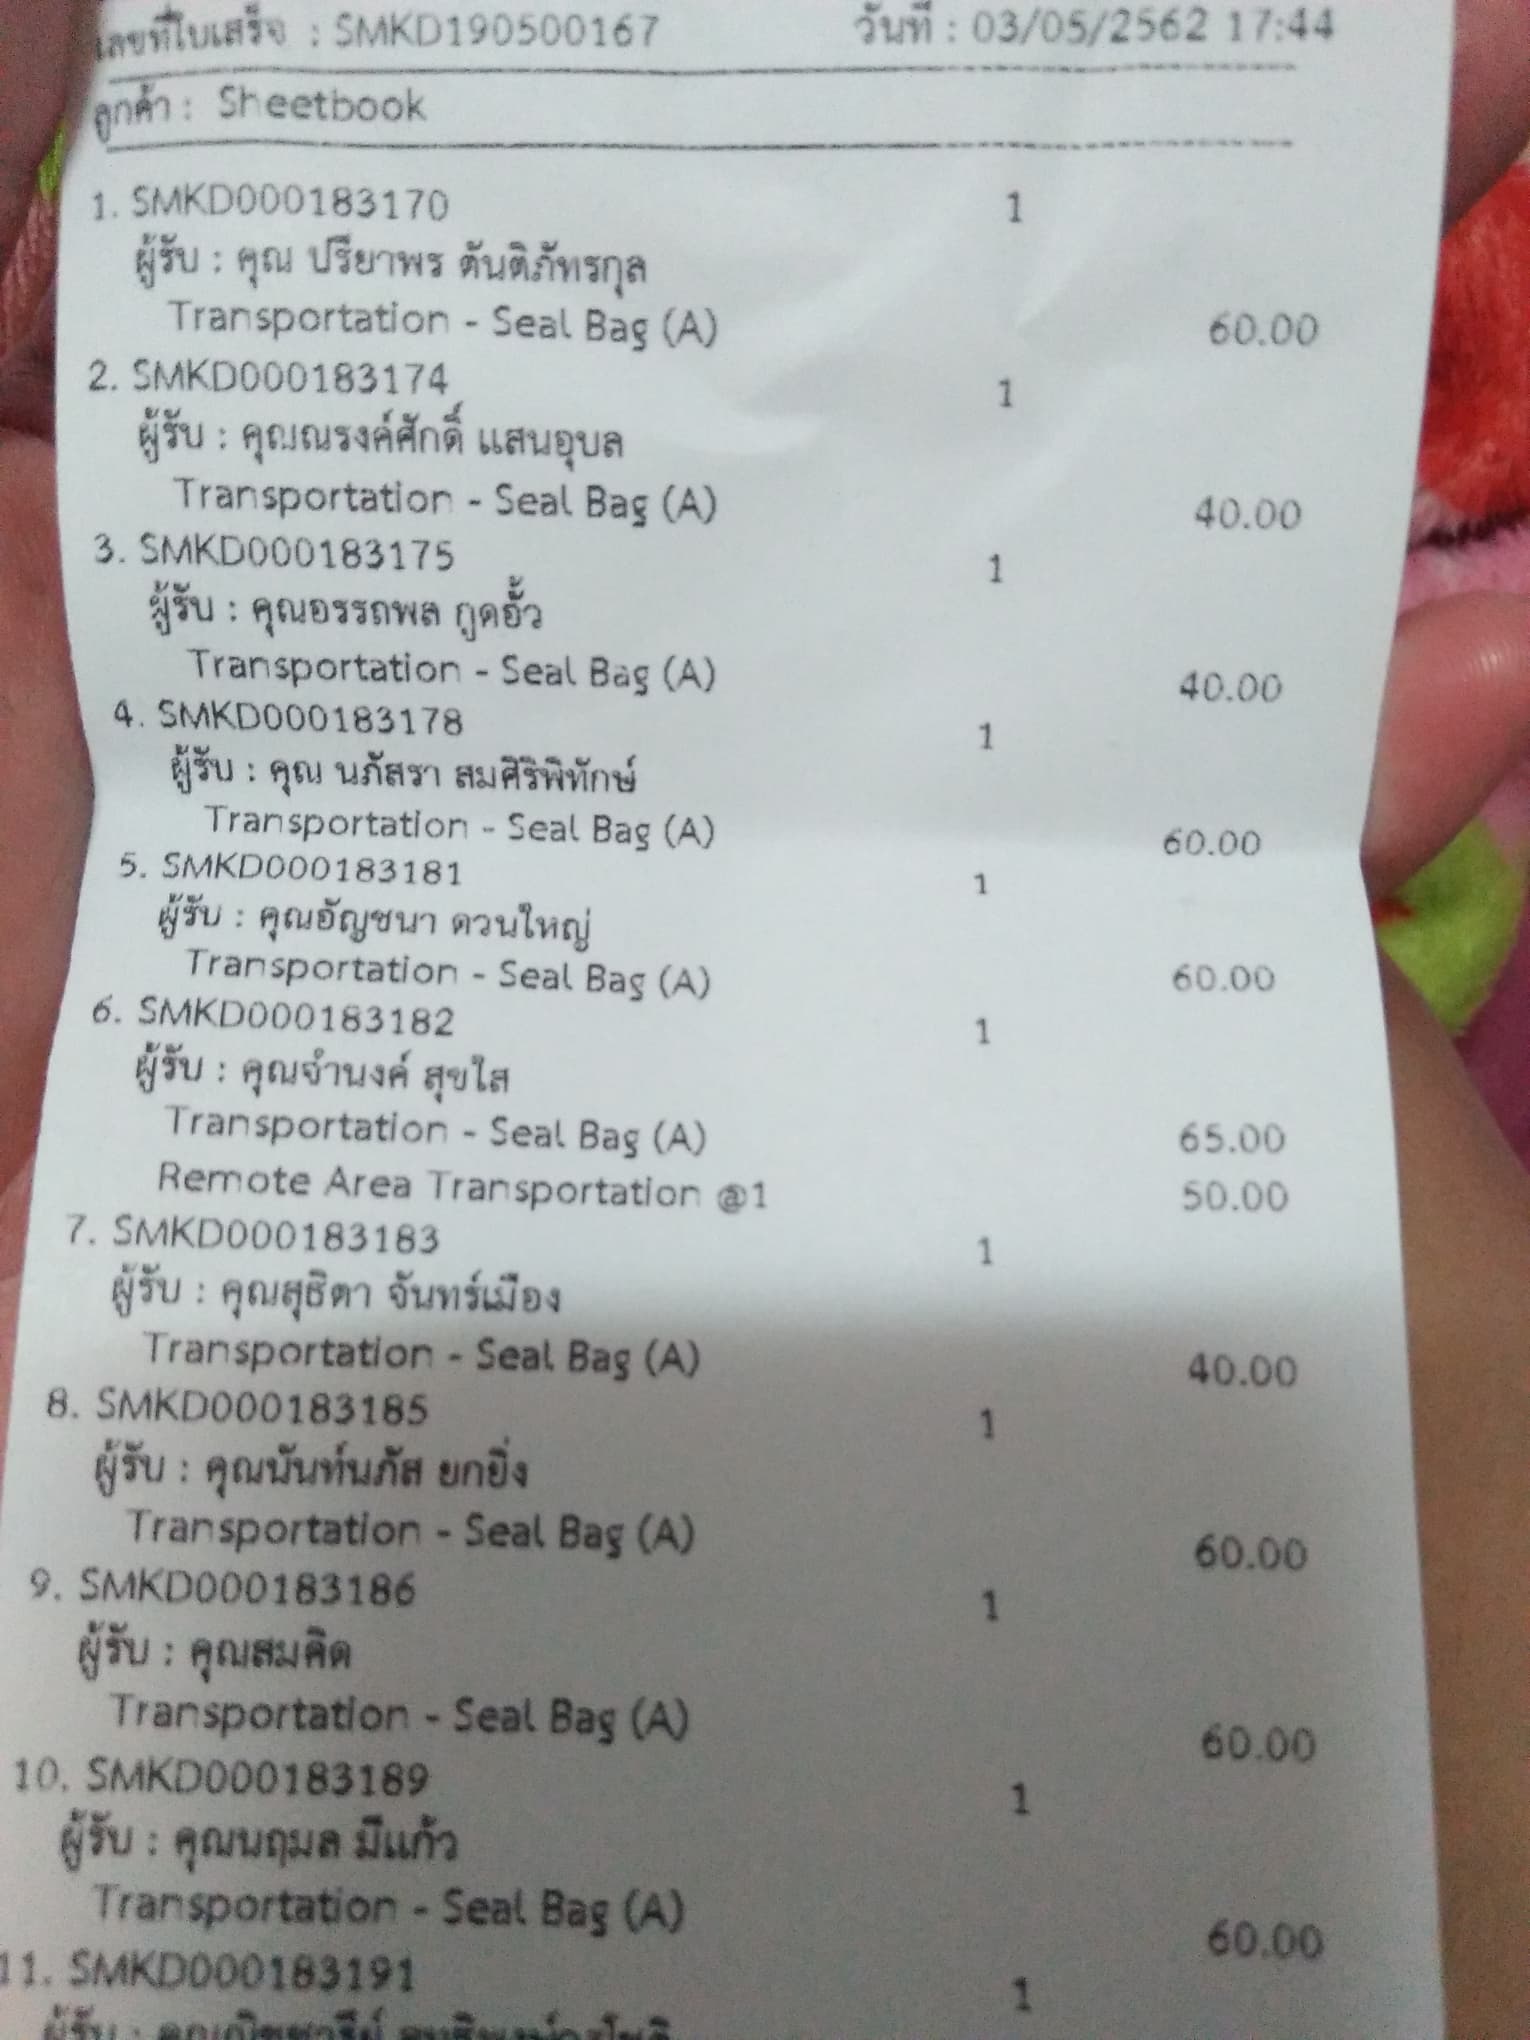 เลขที่ใบเสร็จ : SMKD190500167 วันที่ : 03/05/2562 17:44
ลูกค้า : Sheetbook
1. SMKD000183170 1
ผู้รับ : คุณ ปรียาพร ตันติภัทรกุล
Transportation - Seal Bag (A) 60.00
2. SMKD000183174 1
ผู้รับ : คุณณรงค์ศักดิ์ แสนอุบล
Transportation - Seal Bag (A) 40.00
3. SMKD000183175 1
ผู้รับ : คุณอรรถพล กูดอั้ว
Transportation - Seal Bag (A) 40.00
4. SMKD000183178 1
ผู้รับ : คุณ นภัสรา สมศิริพิทักษ์
Transportation - Seal Bag (A) 60.00
5. SMKD000183181 1
ผู้รับ : คุณอัญชนา ดวนใหญ่
Transportation - Seal Bag (A) 60.00
6. SMKD000183182 1
ผู้รับ : คุณจำนงค์ สุขใส
Transportation - Seal Bag (A) 65.00
Remote Area Transportation @1 50.00
7. SMKD000183183 1
ผู้รับ : คุณสุธิดา จันทร์เมือง
Transportation - Seal Bag (A) 40.00
8. SMKD000183185 1
ผู้รับ : คุณนันท์นภัส ยกยิ่ง
Transportation - Seal Bag (A) 60.00
9. SMKD000183186 1
ผู้รับ : คุณสมคิด
Transportation - Seal Bag (A) 60.00
10. SMKD000183189 1
ผู้รับ : คุณนฤมล มีแก้ว
Transportation - Seal Bag (A) 60.00
11. SMKD000183191 1
ผู้รับ :